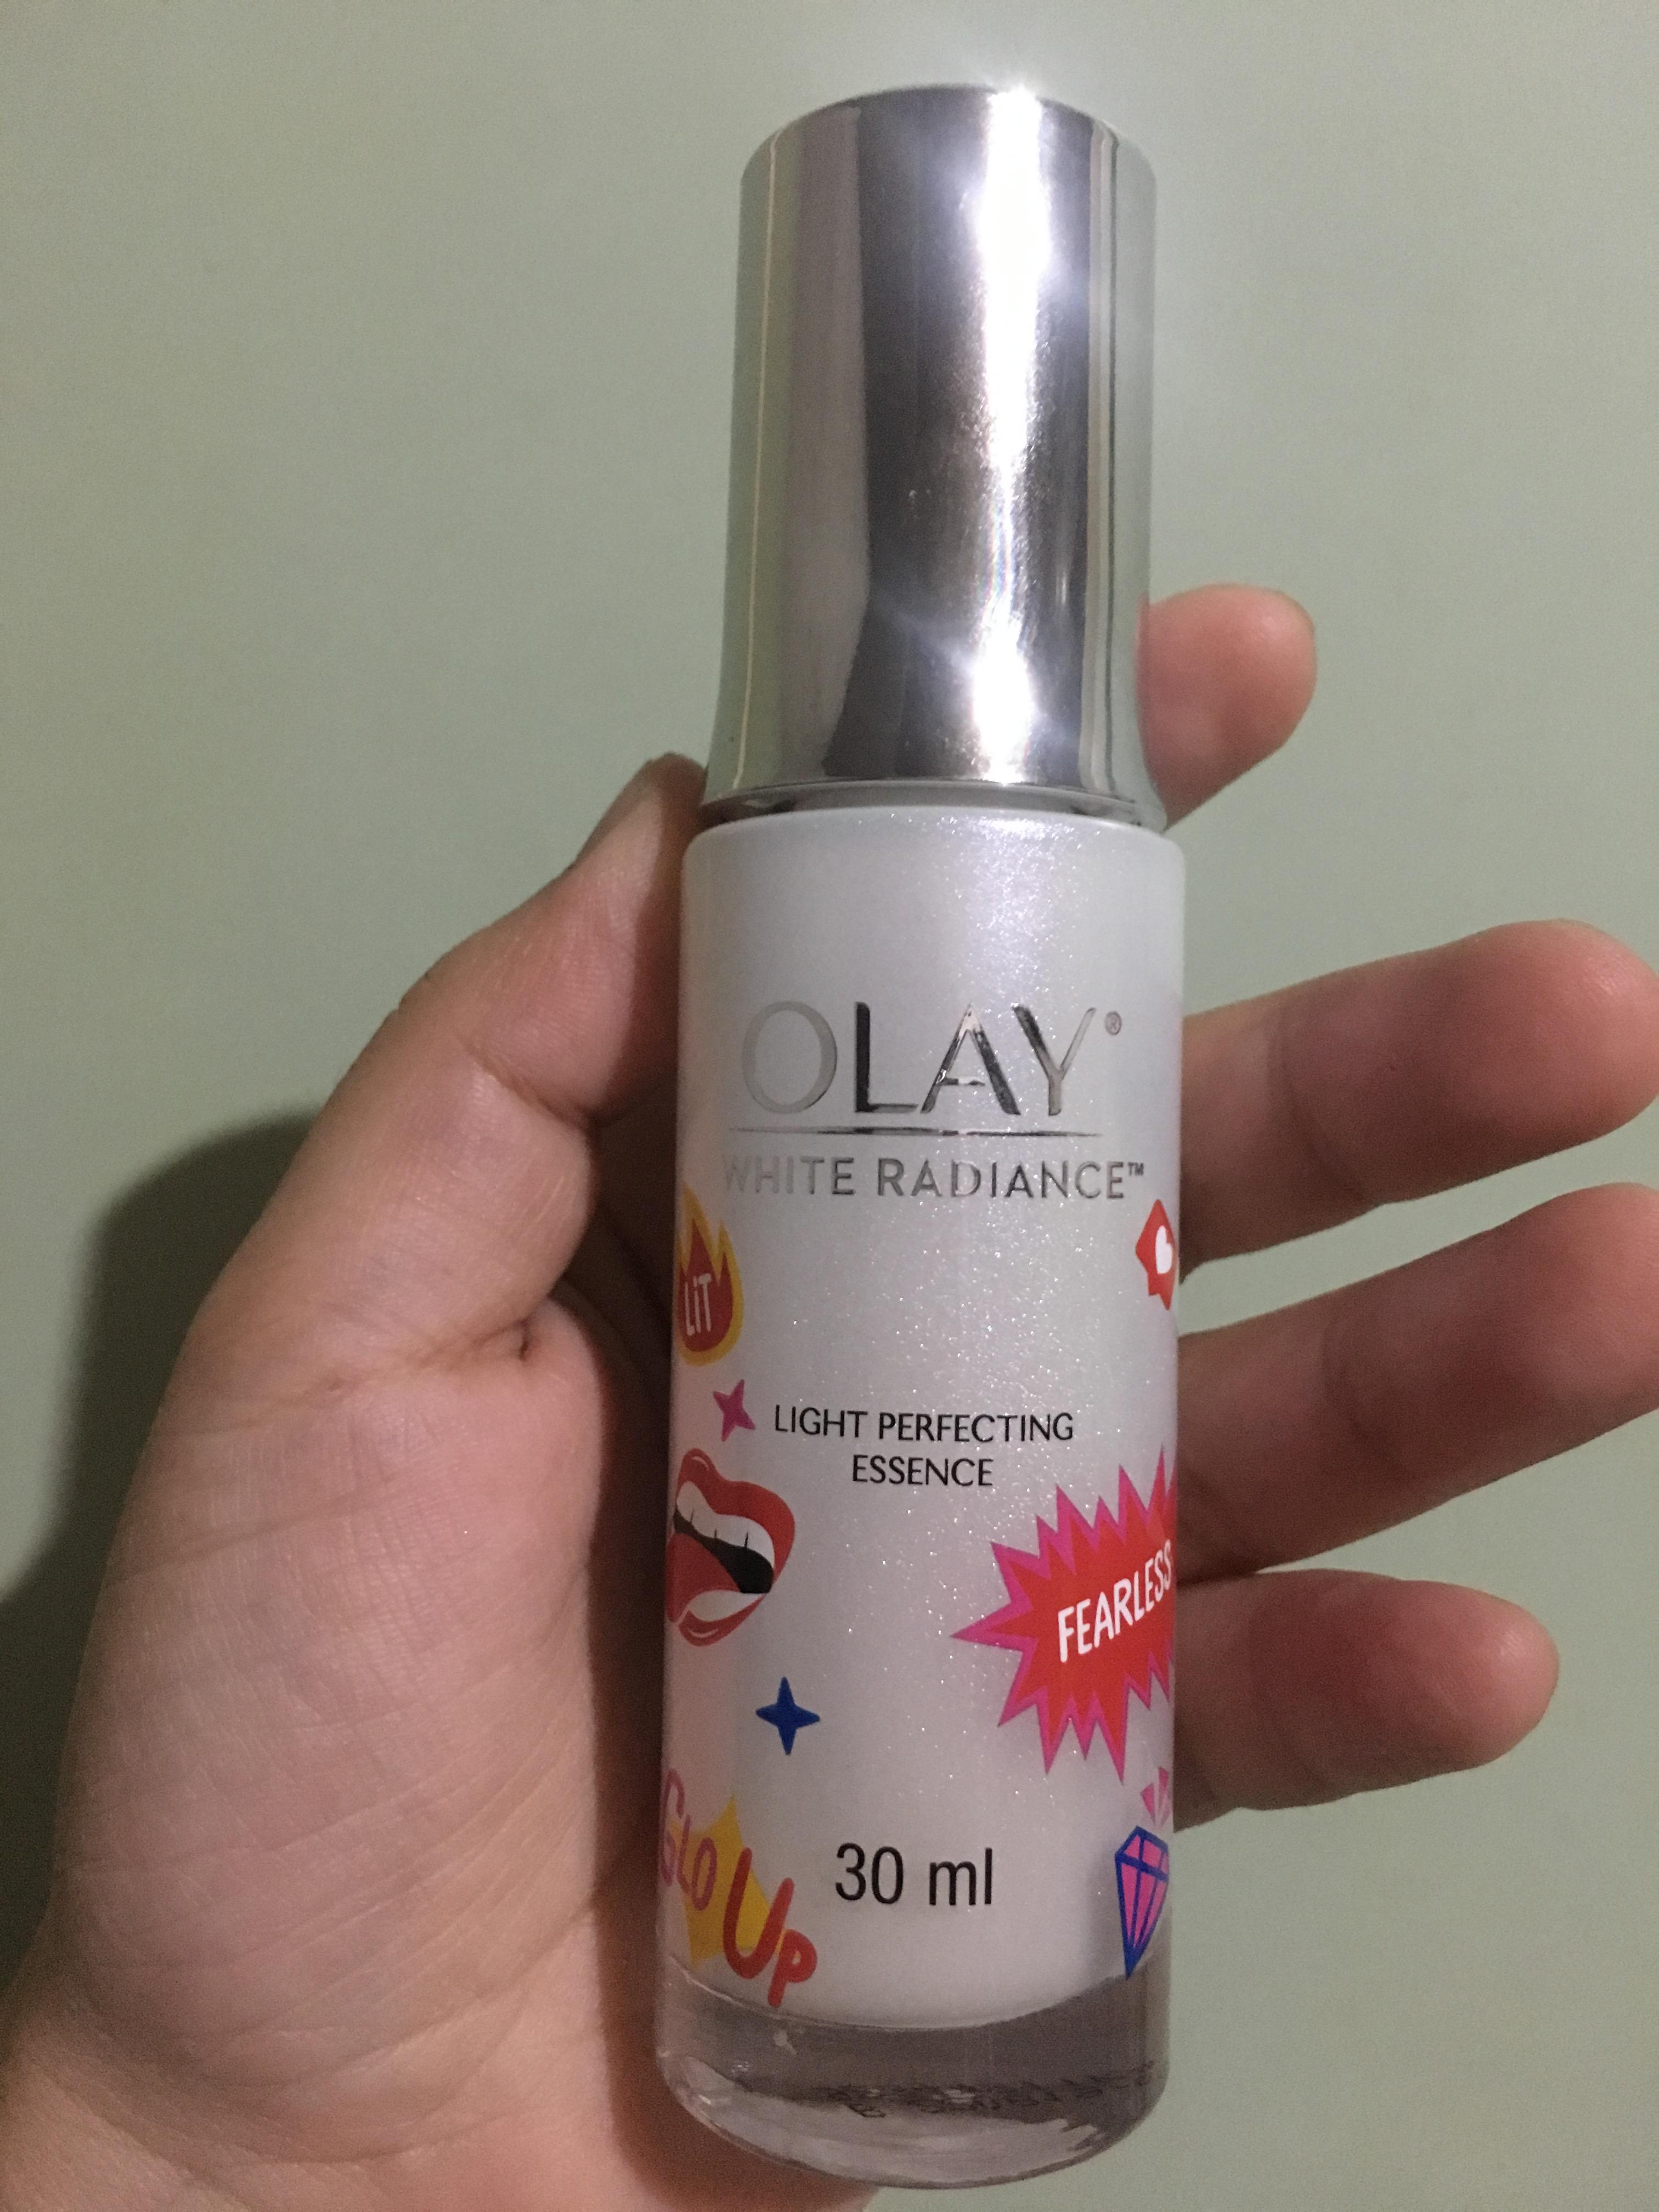 OLAY®
WHITE RADIANCE™
LiT
LIGHT PERFECTING
ESSENCE
FEARLESS
GLO UP
30 ml